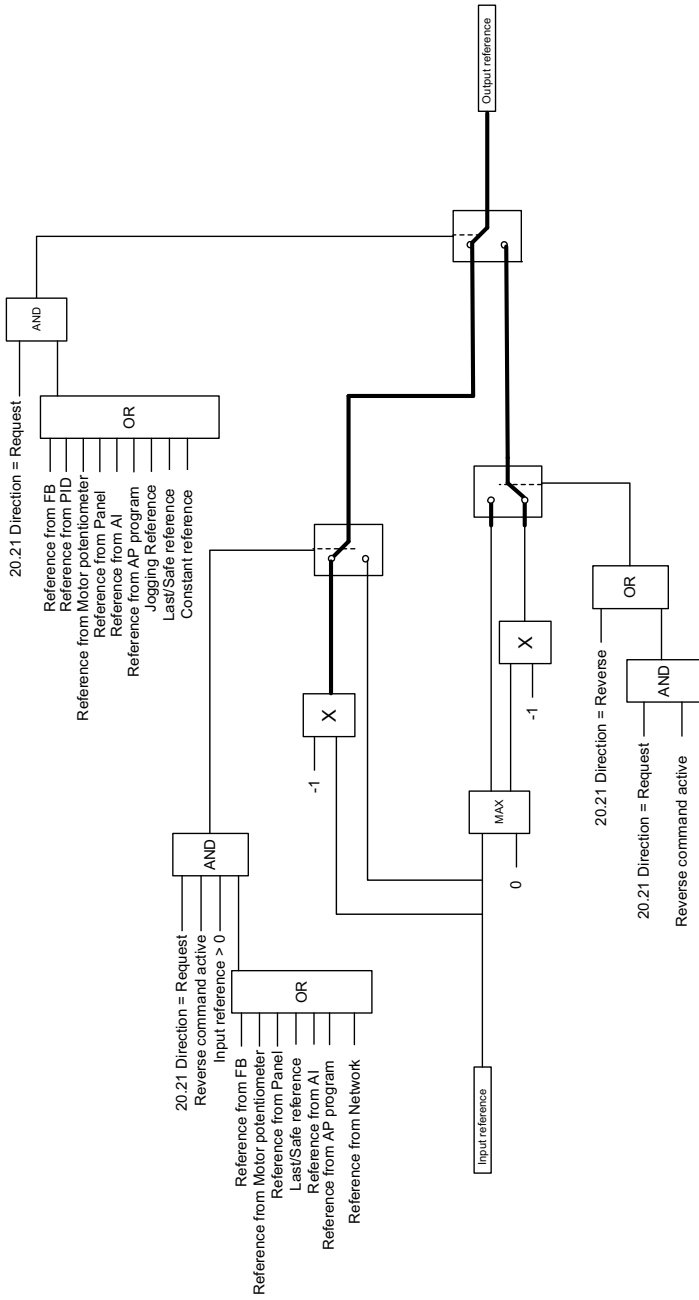 20.21 Direction = Request
AND
Reference from FB
Reference from PID
Reference from Motor potentiometer
Reference from Panel
Reference from AI
Reference from AP program
Jogging Reference
Last/Safe reference
Constant reference
OR
Output reference
20.21 Direction = Request
Reverse command active
Input reference > 0
AND
Reference from FB
Reference from Motor potentiometer
Reference from Panel
Last/Safe reference
Reference from AI
Reference from AP program
Reference from Network
OR
-1
X
Input reference
0
MAX
-1
X
20.21 Direction = Reverse
OR
20.21 Direction = Request
Reverse command active
AND